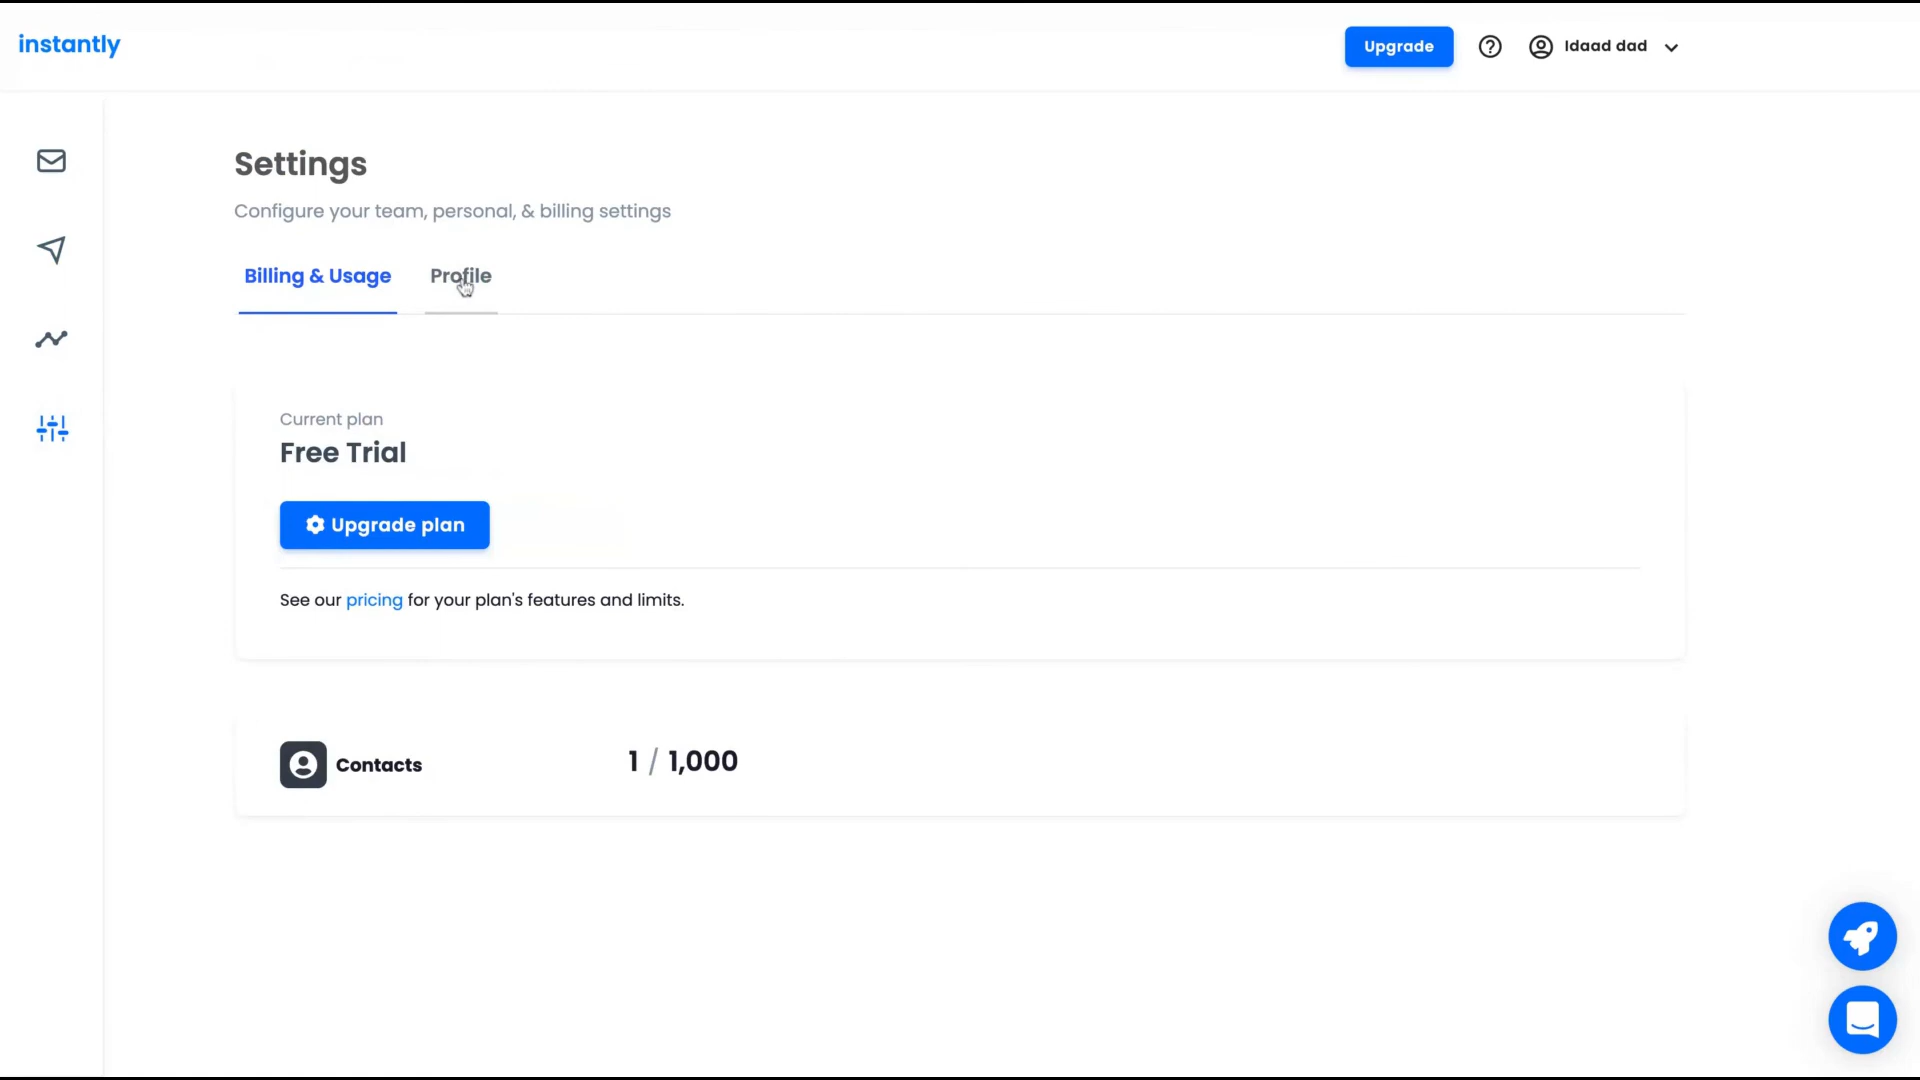 instantly
Upgrade
Idaad dad
Settings
Configure your team, personal, & billing settings
Billing & Usage
Profile
Current plan
Free Trial
Upgrade plan
See our pricing for your plan's features and limits.
Contacts
1 / 1,000